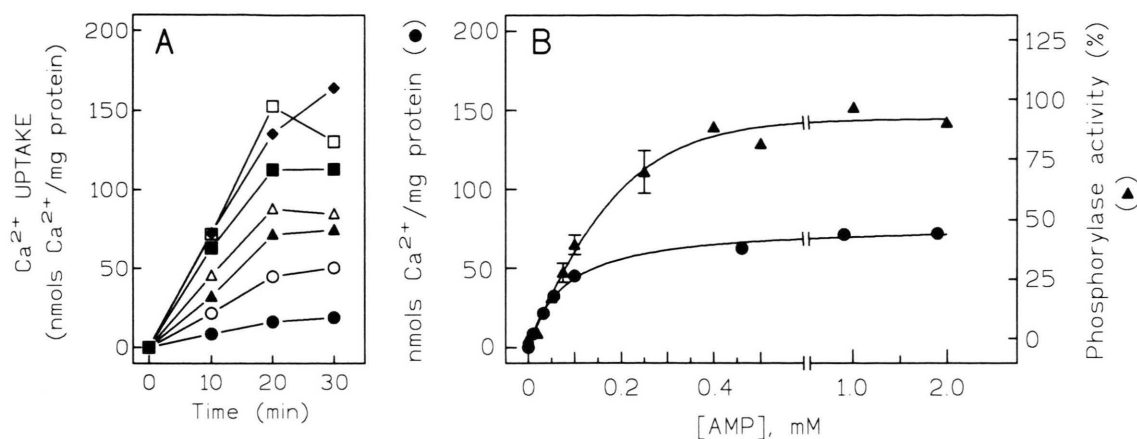 A
Ca²⁺ UPTAKE
(nmols Ca²⁺/mg protein)
200
150
100
50
0
0 10 20 30
Time (min)
B
nmols Ca²⁺/mg protein (●)
200
150
100
50
0
0 0.2 0.4 1.0 2.0
[AMP], mM
125
100
75
50
25
0
Phosphorylase activity (%)
(▲)